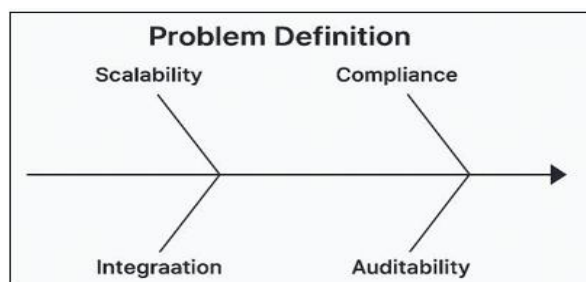 Problem Definition
Scalability
Compliance
Integraation
Auditability